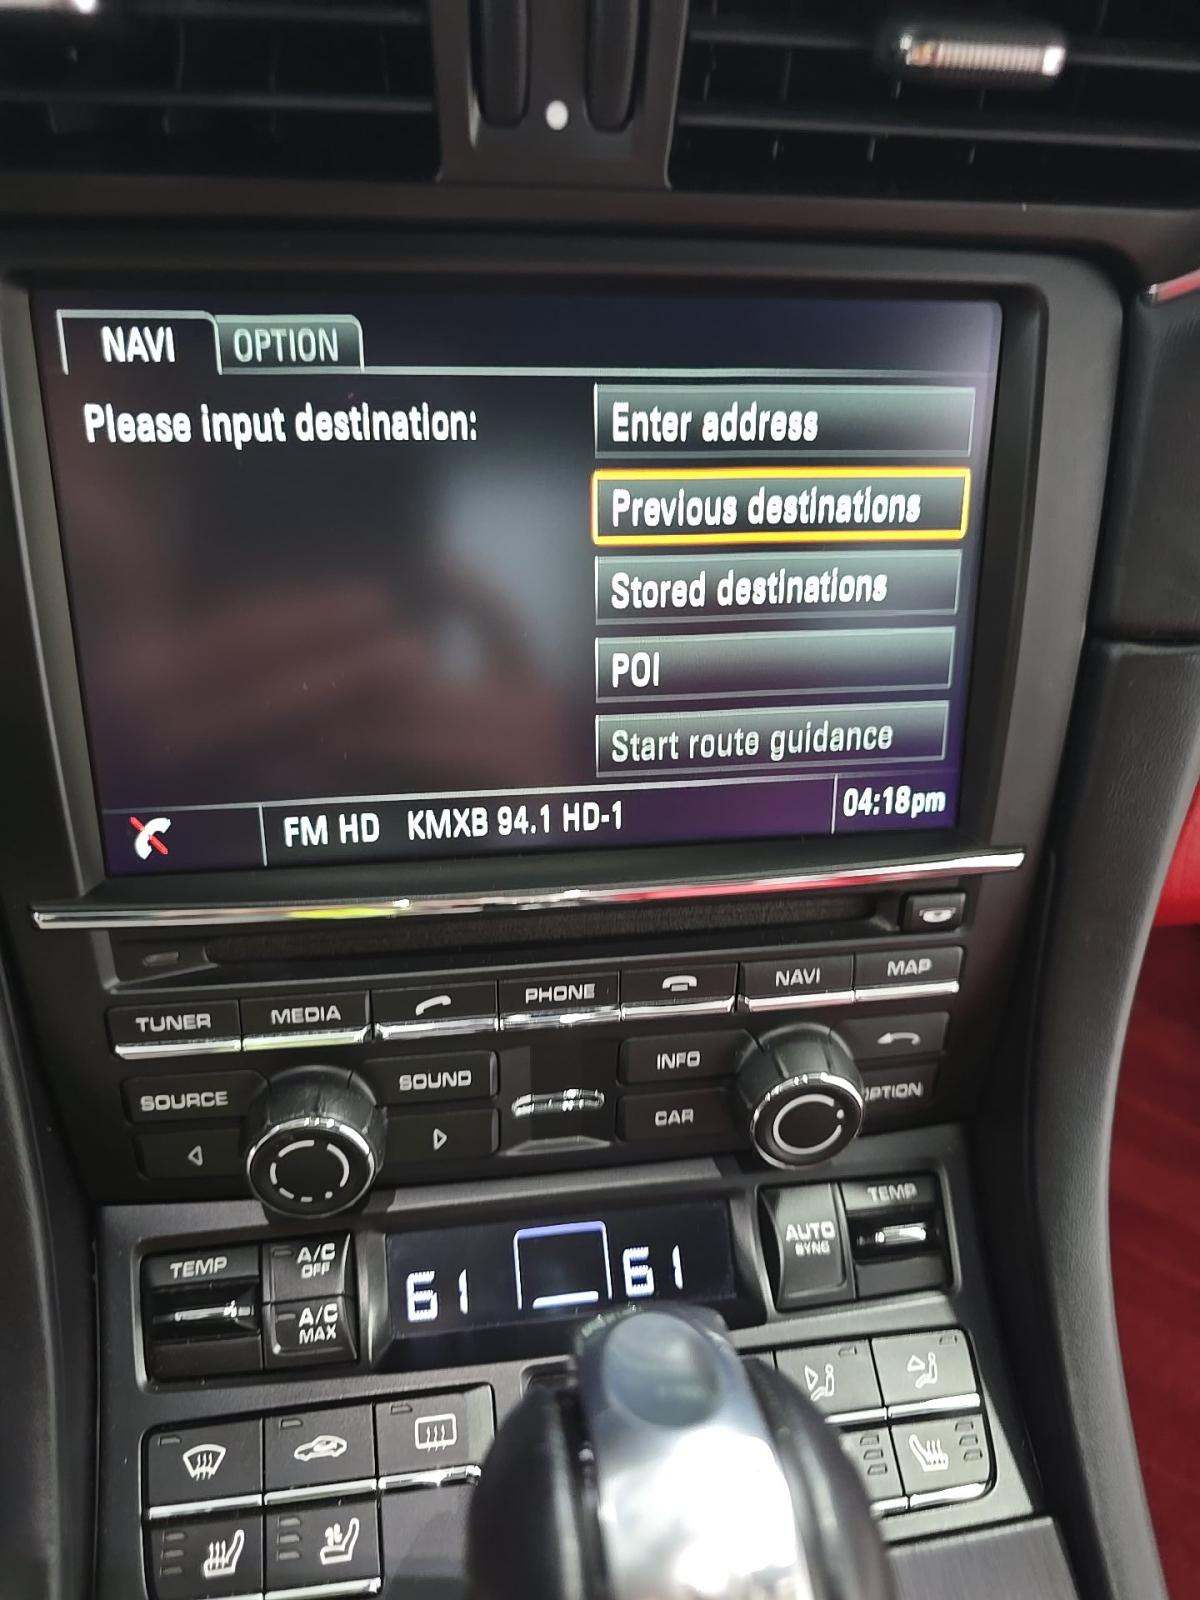 NAVI OPTION
Please input destination:
Enter address
Previous destinations
Stored destinations
POI
Start route guidance
FM HD KMXB 94.1 HD-1 04:18pm
TUNER MEDIA PHONE NAVI MAP
SOURCE SOUND INFO
CAR PTION
TEMP A/C OFF 61 61 AUTO SYNC TEMP
A/C MAX